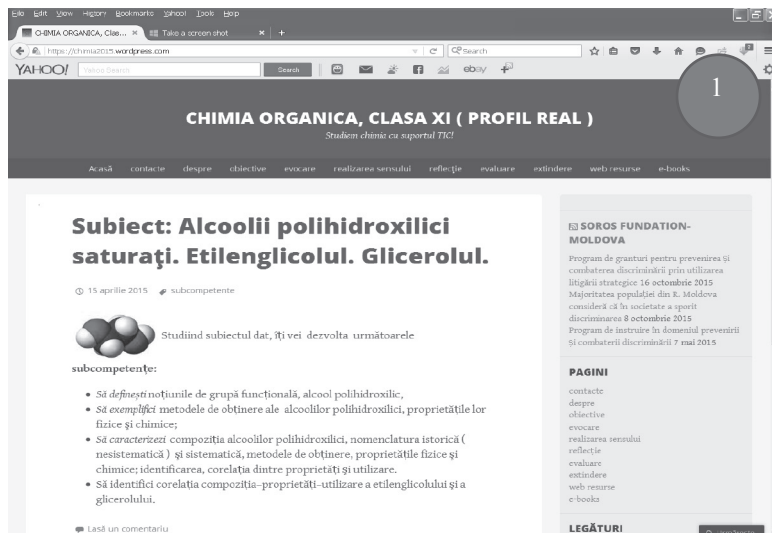 File Edit View History Bookmarks Yahoo! Tools Help
Take a screen shot × +
https://chimia2015.wordpress.com
Search
YAHOO! Yahoo Search Search ebay
1
CHIMIA ORGANICA, CLASA XI ( PROFIL REAL )
Studiem chimia cu suportul TIC!
Acasă contacte despre obiective evocare realizarea sensului reflecție evaluare extindere web resurse e-books
Subiect: Alcoolii polihidroxilici
saturaţi. Etilenglicolul. Glicerolul.
15 aprilie 2015 subcompetente
Studiind subiectul dat, îți vei dezvolta următoarele
subcompetențe:
• Să definești noțiunile de grupă funcțională, alcool polihidroxilic,
• Să exemplifici metodele de obținere ale alcoolilor polihidroxilici, proprietățile lor
fizice și chimice;
• Să caracterizezi compoziția alcoolilor polihidroxilici, nomenclatura istorică (
nesistematică ) și sistematică, metodele de obținere, proprietățile fizice și
chimice; identificarea, corelația dintre proprietăți și utilizare.
• Să identifici corelația compoziția–proprietăți–utilizare a etilenglicolului și a
glicerolului.
Lasă un comentariu
SOROS FUNDATION-
MOLDOVA
Program de granturi pentru prevenirea și
combaterea discriminării prin utilizarea
litigării strategice 16 octombrie 2015
Majoritatea populației din R. Moldova
consideră că în societate a sporit
discriminarea 8 octombrie 2015
Program de instruire în domeniul prevenirii
și combaterii discriminării 7 mai 2015
PAGINI
contacte
despre
obiective
evocare
realizarea sensului
reflecție
evaluare
extindere
web resurse
e-books
LEGĂTURI